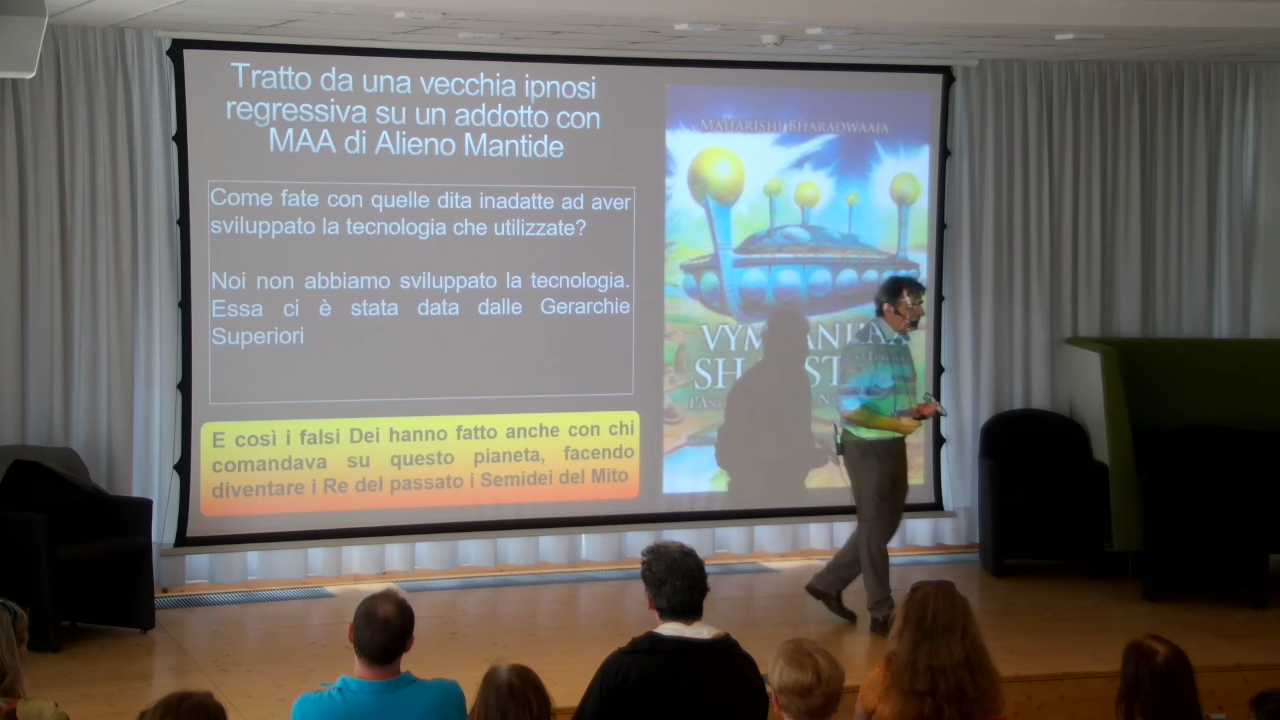 Tratto da una vecchia ipnosi
regressiva su un addotto con
MAA di Alieno Mantide
Come fate con quelle dita inadatte ad aver
sviluppato la tecnologia che utilizzate?
Noi non abbiamo sviluppato la tecnologia.
Essa ci è stata data dalle Gerarchie
Superiori
E così i falsi Dei hanno fatto anche con chi
comandava su questo pianeta, facendo
diventare i Re del passato i Semidei del Mito
MAHARISHI BHARADWAAJA